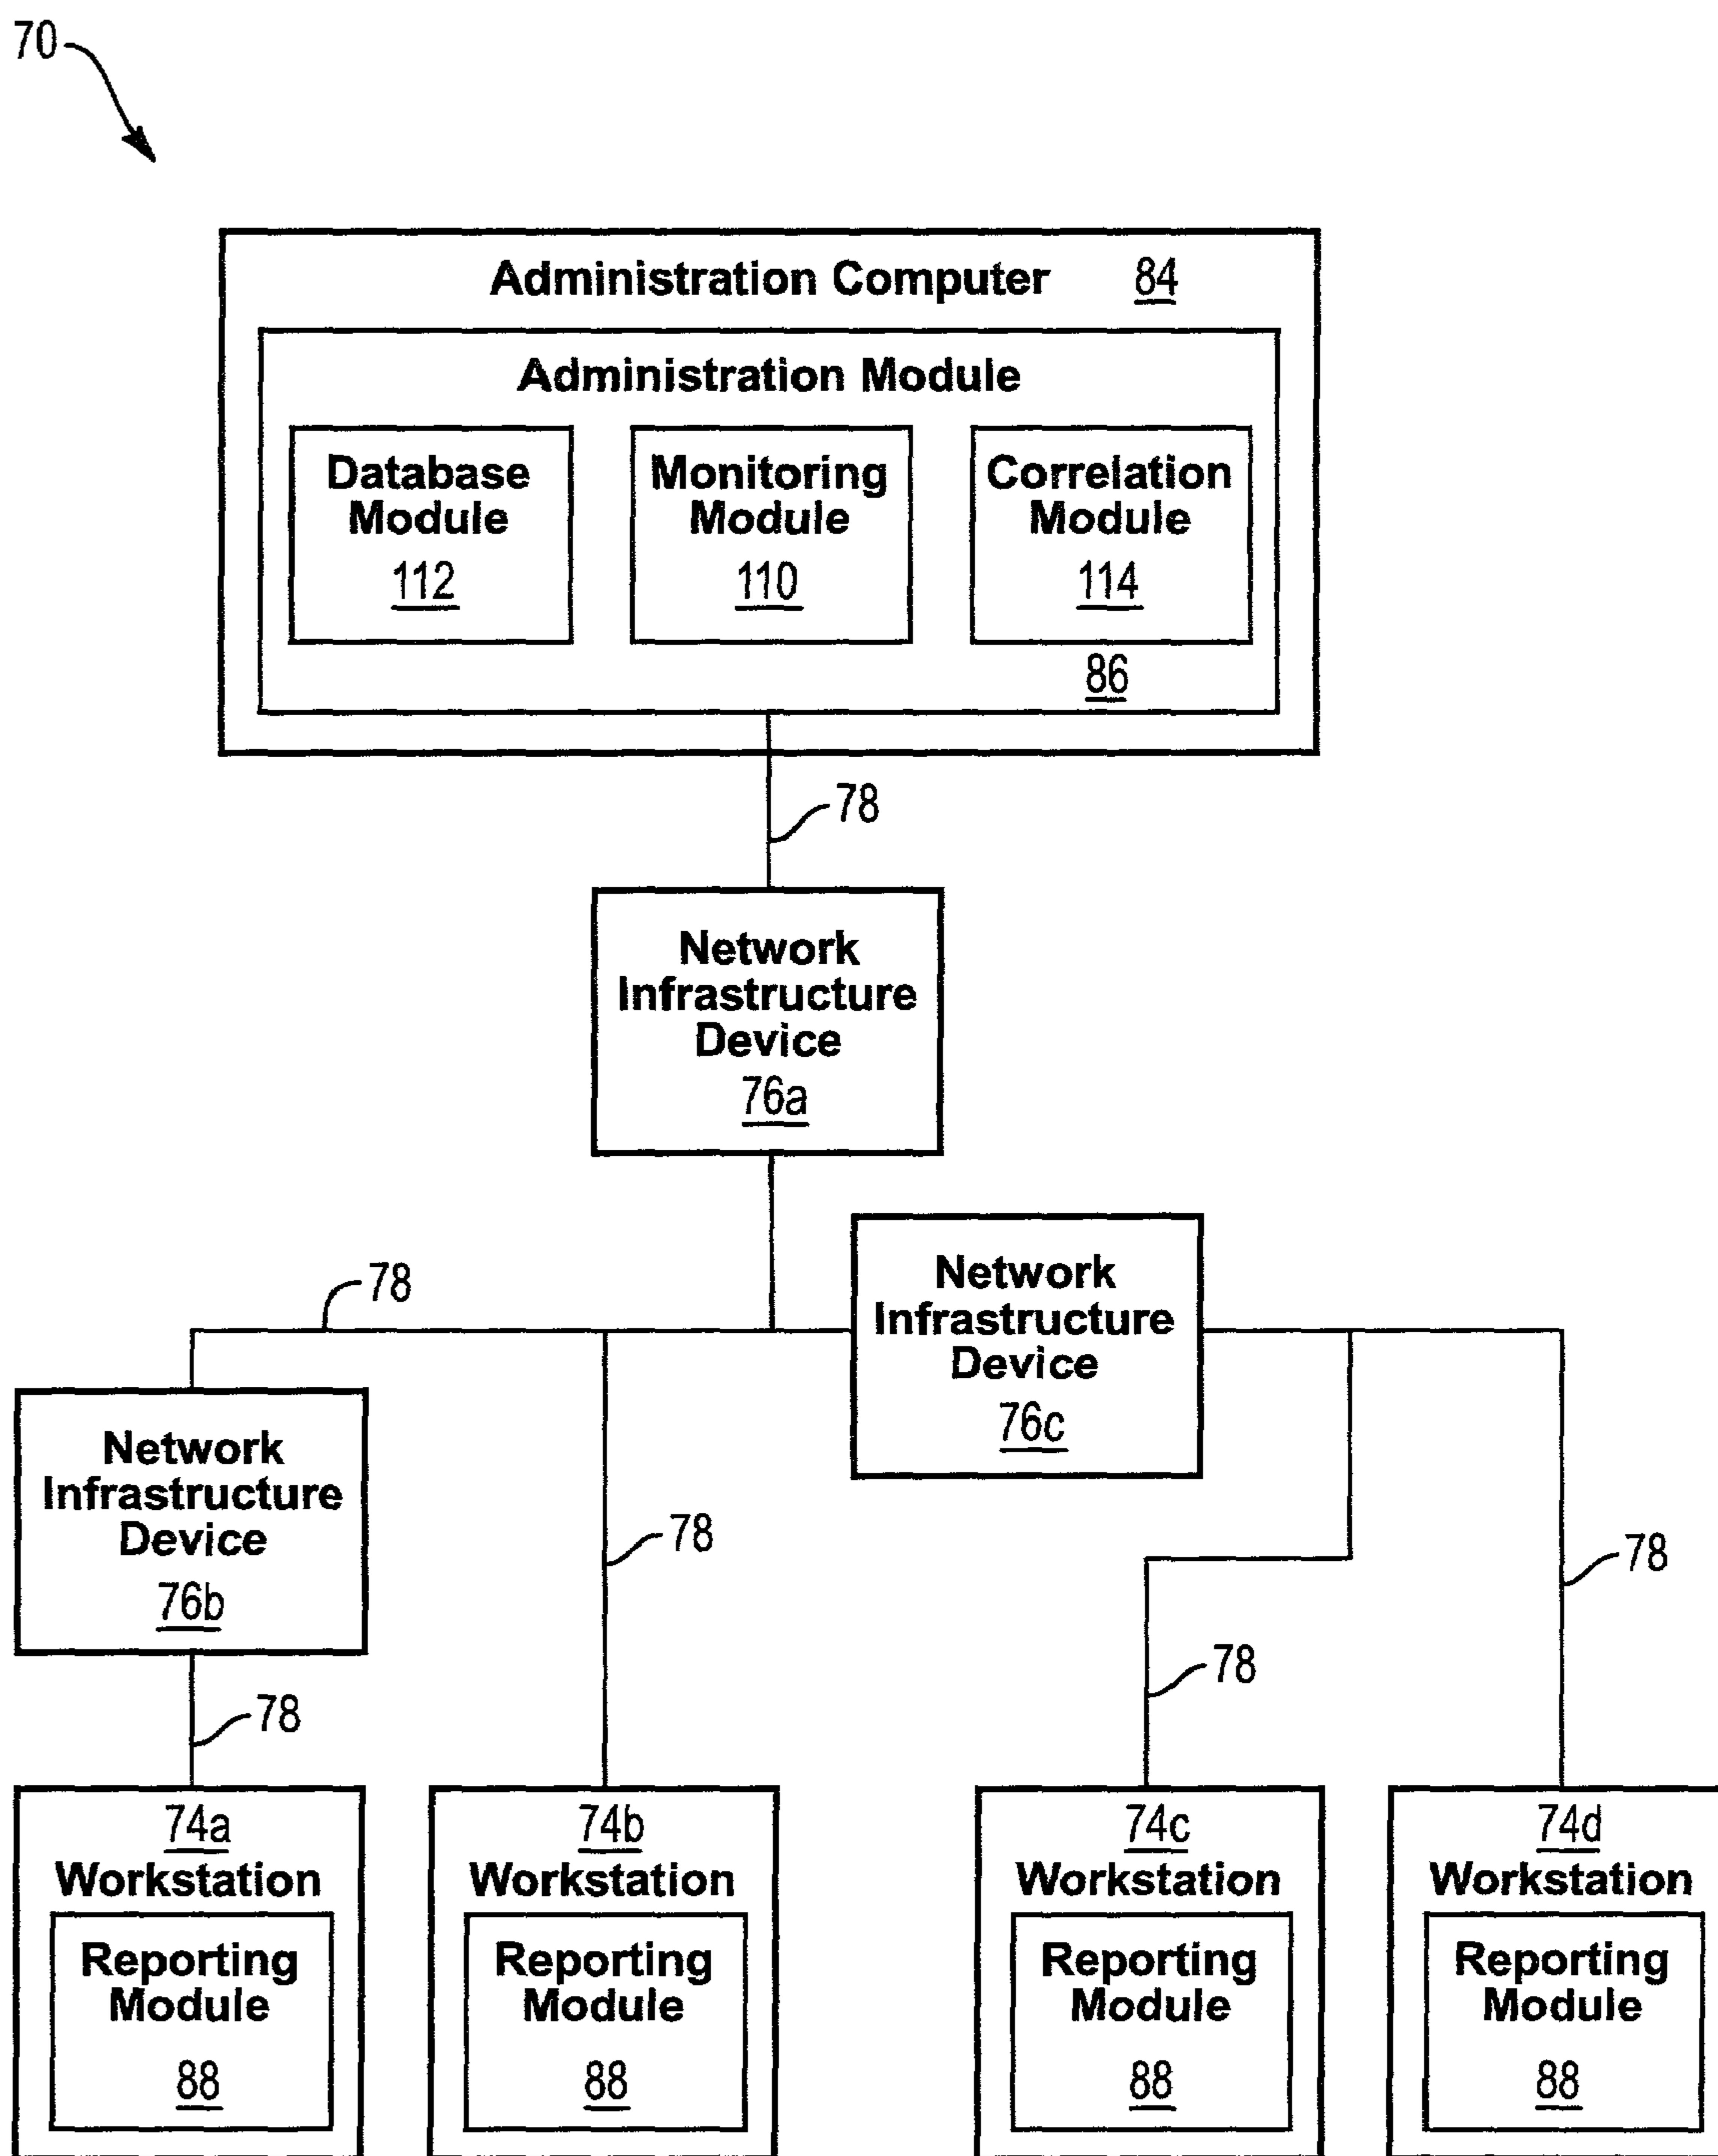 70
Administration Computer 84
Administration Module
Database
Module
112
Monitoring
Module
110
Correlation
Module
114
86
78
Network
Infrastructure
Device
76a
78
Network
Infrastructure
Device
76c
Network
Infrastructure
Device
76b
78
78
78
78
74a
Workstation
Reporting
Module
88
74b
Workstation
Reporting
Module
88
74c
Workstation
Reporting
Module
88
74d
Workstation
Reporting
Module
88